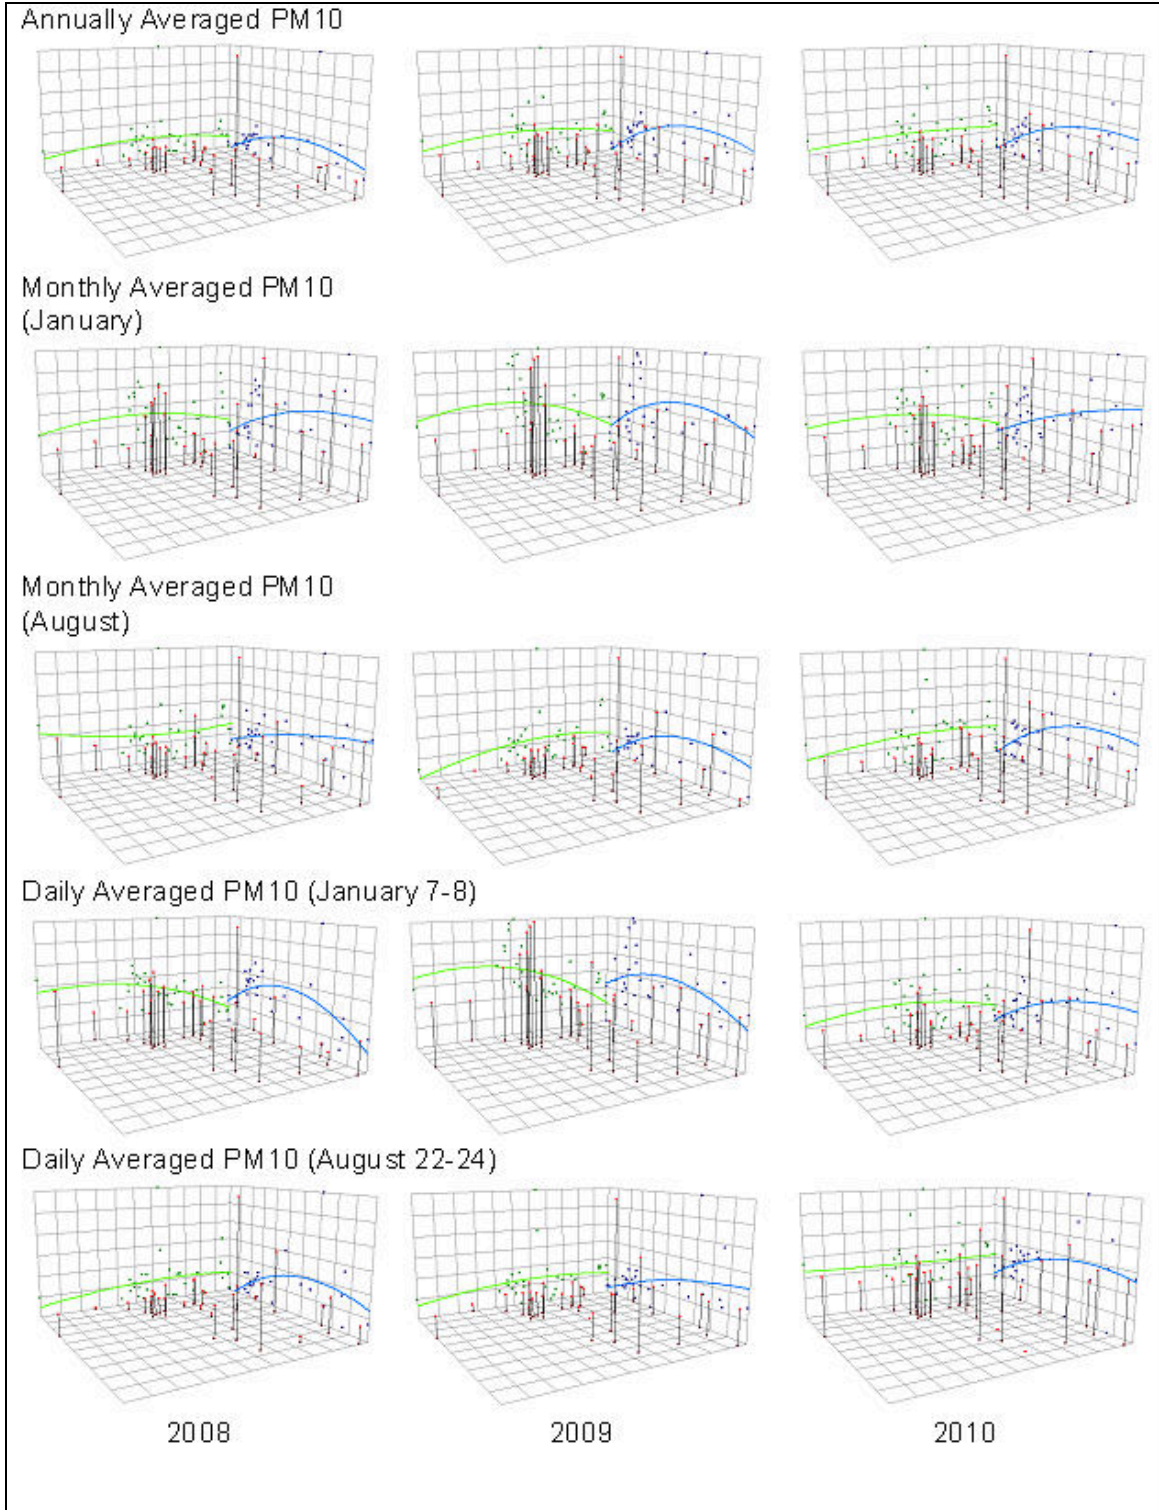 Annually Averaged PM10
Monthly Averaged PM10
(January)
Monthly Averaged PM10
(August)
Daily Averaged PM10 (January 7-8)
Daily Averaged PM10 (August 22-24)
2008 2009 2010